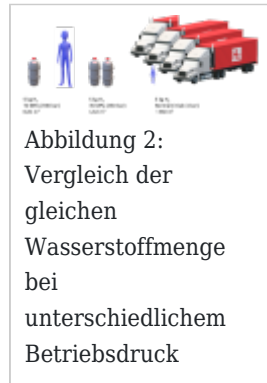 Abbildung 2:
Vergleich der
gleichen
Wasserstoffmenge
bei
unterschiedlichem
Betriebsdruck